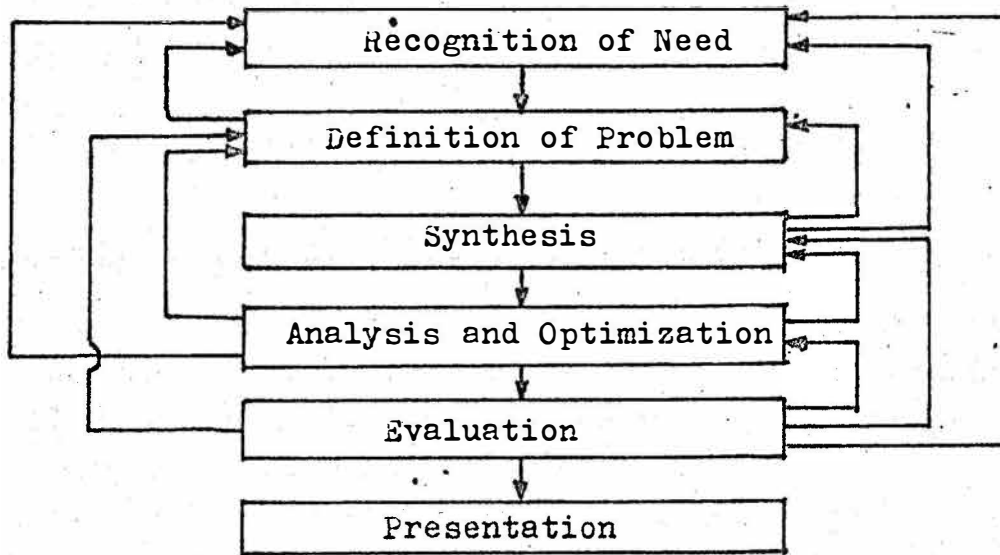 Recognition of Need
Definition of Problem
Synthesis
Analysis and Optimization
Evaluation
Presentation